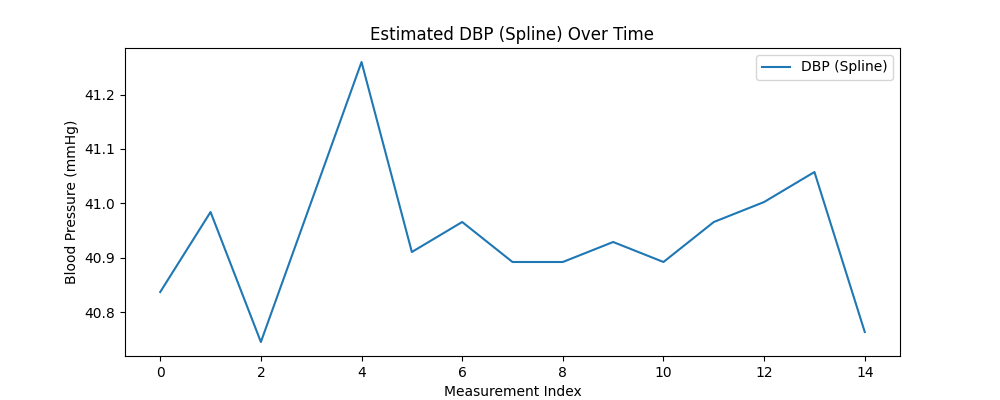 Estimated DBP (Spline) Over Time
DBP (Spline)
41.2
41.1
41.0
40.9
40.8
Blood Pressure (mmHg)
0 2 4 6 8 10 12 14
Measurement Index